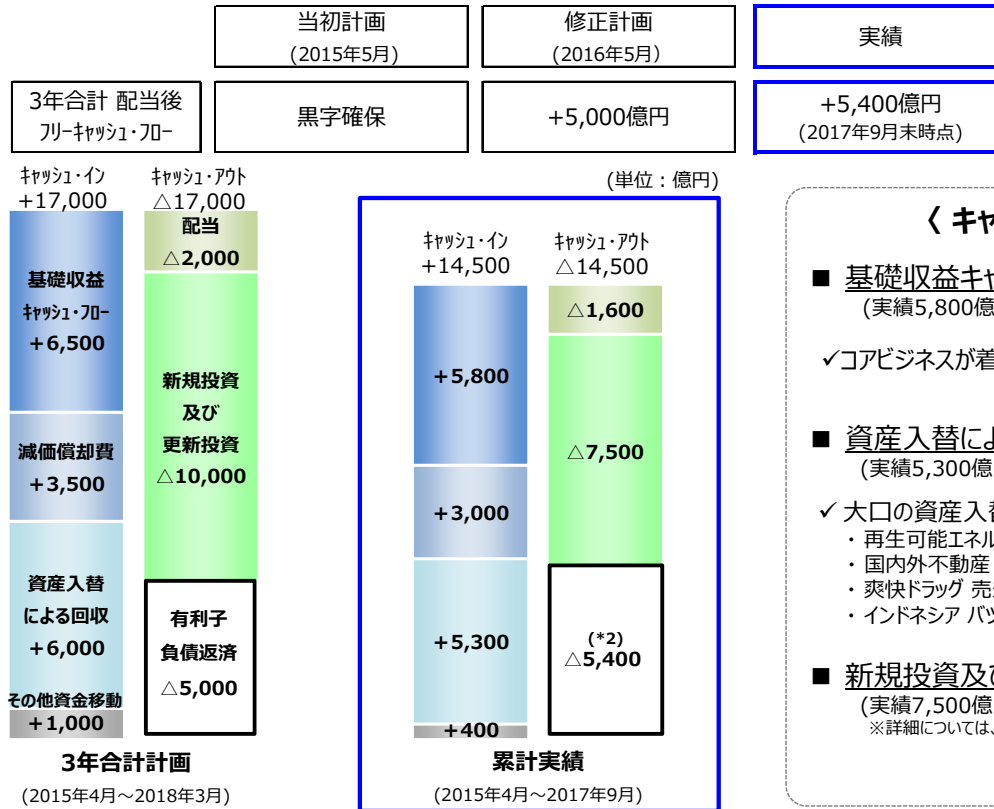 当初計画
(2015年5月)
修正計画
(2016年5月)
実績
3年合計 配当後
ﾌﾘｰｷｬｯｼｭ・ﾌﾛｰ
黒字確保
+5,000億円
+5,400億円
(2017年9月末時点)
(単位：億円)
ｷｬｯｼｭ・ｲﾝ
+17,000
ｷｬｯｼｭ・ｱｳﾄ
△17,000
基礎収益
ｷｬｯｼｭ・ﾌﾛｰ
+6,500
減価償却費
+3,500
資産入替
による回収
+6,000
その他資金移動
+1,000
配当
△2,000
新規投資
及び
更新投資
△10,000
有利子
負債返済
△5,000
3年合計計画
(2015年4月～2018年3月)
ｷｬｯｼｭ・ｲﾝ
+14,500
ｷｬｯｼｭ・ｱｳﾄ
△14,500
+5,800
+3,000
+5,300
+400
△1,600
△7,500
(*2)
△5,400
累計実績
(2015年4月～2017年9月)
〈 キャ
■ 基礎収益キャ
(実績5,800億
✓コアビジネスが着
■ 資産入替によ
(実績5,300億
✓ 大口の資産入替
・ 再生可能エネル
・ 国内外不動産
・ 爽快ドラッグ 売
・ インドネシア バツ
■ 新規投資及び
(実績7,500億
※詳細については、